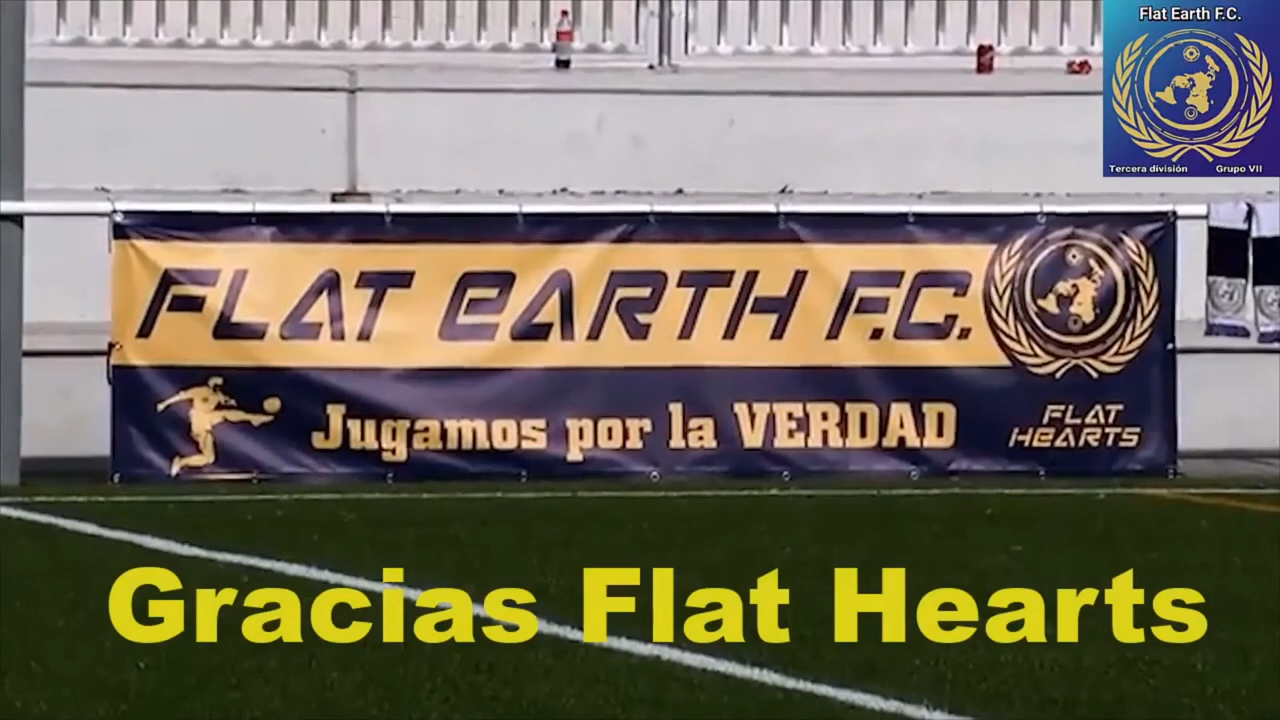 Flat Earth F.C.
Tercera división Grupo VII
FLAT EARTH F.C.
Jugamos por la VERDAD
FLAT
HEARTS
Gracias Flat Hearts